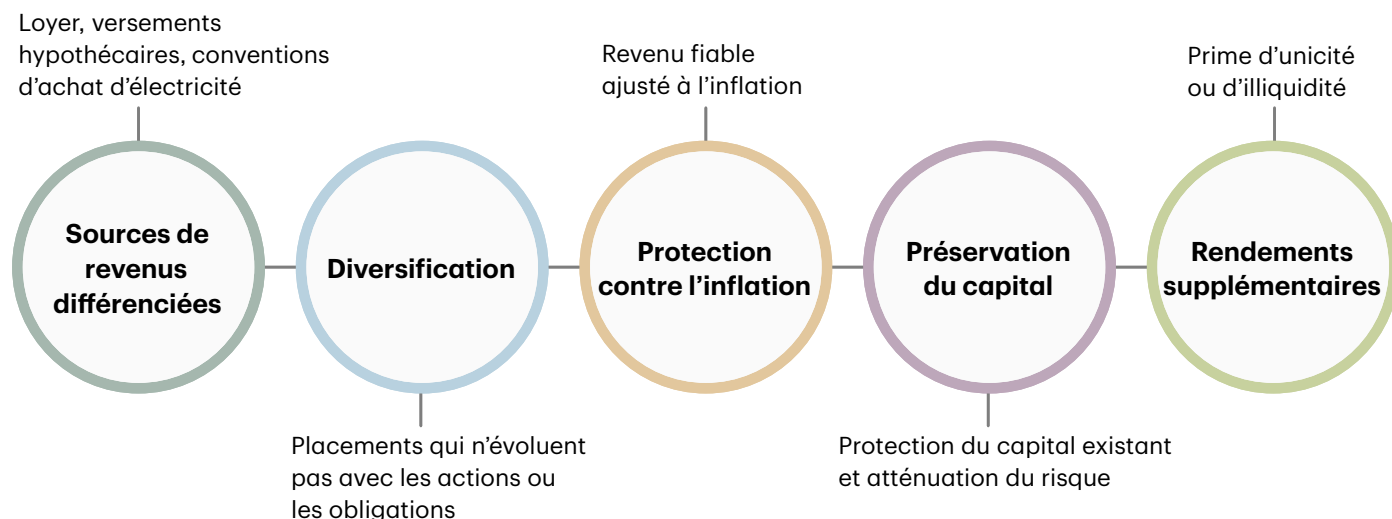 Loyer, versements
hypothécaires, conventions
d’achat d’électricité
Sources de
revenus
différenciées
Diversification
Placements qui n’évoluent
pas avec les actions ou
les obligations
Revenu fiable
ajusté à l’inflation
Protection
contre l’inflation
Préservation
du capital
Protection du capital existant
et atténuation du risque
Prime d’unicité
ou d’illiquidité
Rendements
supplémentaires